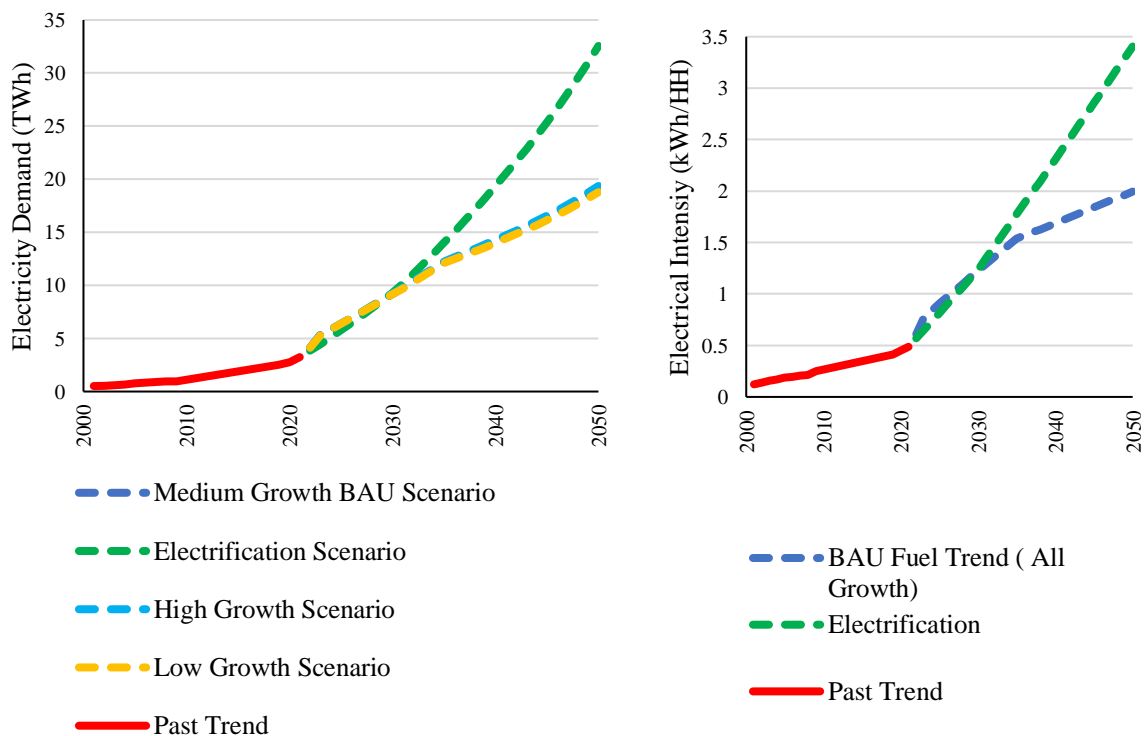 Electricity Demand (TWh)
35
30
25
20
15
10
5
0
2000
2010
2020
2030
2040
2050
Medium Growth BAU Scenario
Electrification Scenario
High Growth Scenario
Low Growth Scenario
Past Trend
Electrical Intensiy (kWh/HH)
3.5
3
2.5
2
1.5
1
0.5
0
2000
2010
2020
2030
2040
2050
BAU Fuel Trend ( All
Growth)
Electrification
Past Trend